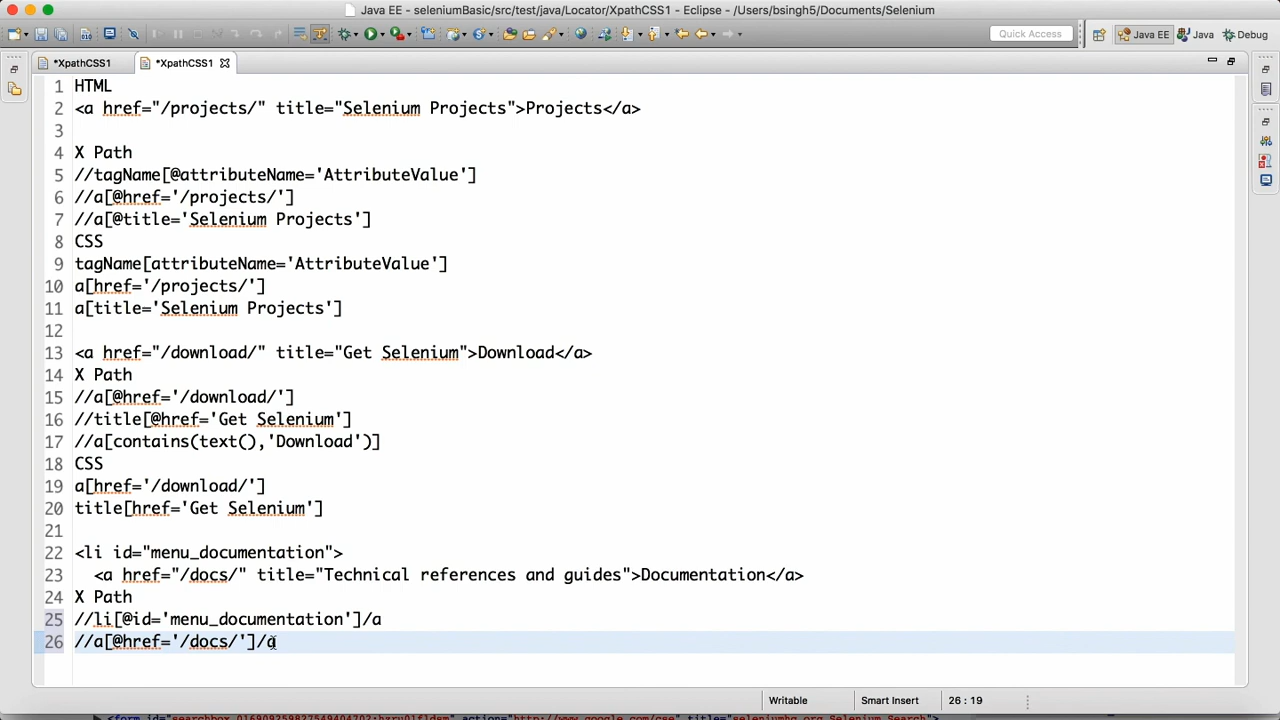 Java EE - seleniumBasic/src/test/java/Locator/XpathCSS1 - Eclipse - /Users/bsingh5/Documents/Selenium
Quick Access
Java EE
Java
Debug
*XpathCSS1
*XpathCSS1
1 HTML
2 <a href="/projects/" title="Selenium Projects">Projects</a>
3
4 X Path
5 //tagName[@attributeName='AttributeValue']
6 //a[@href='/projects/']
7 //a[@title='Selenium Projects']
8 CSS
9 tagName[attributeName='AttributeValue']
10 a[href='/projects/']
11 a[title='Selenium Projects']
12
13 <a href="/download/" title="Get Selenium">Download</a>
14 X Path
15 //a[@href='/download/']
16 //title[@href='Get Selenium']
17 //a[contains(text(),'Download')]
18 CSS
19 a[href='/download/']
20 title[href='Get Selenium']
21
22 <li id="menu_documentation">
23 <a href="/docs/" title="Technical references and guides">Documentation</a>
24 X Path
25 //li[@id='menu_documentation']/a
26 //a[@href='/docs/']/a
Writable
Smart Insert
26 : 19